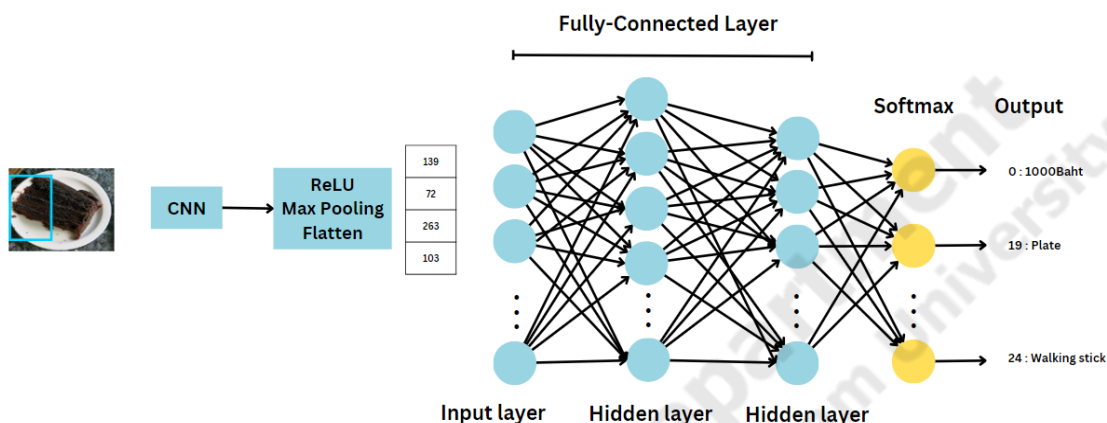 Fully-Connected Layer
Softmax
Output
CNN
ReLU
Max Pooling
Flatten
139
72
263
103
0 : 1000Baht
19 : Plate
24 : Walking stick
Input layer
Hidden layer
Hidden layer
University